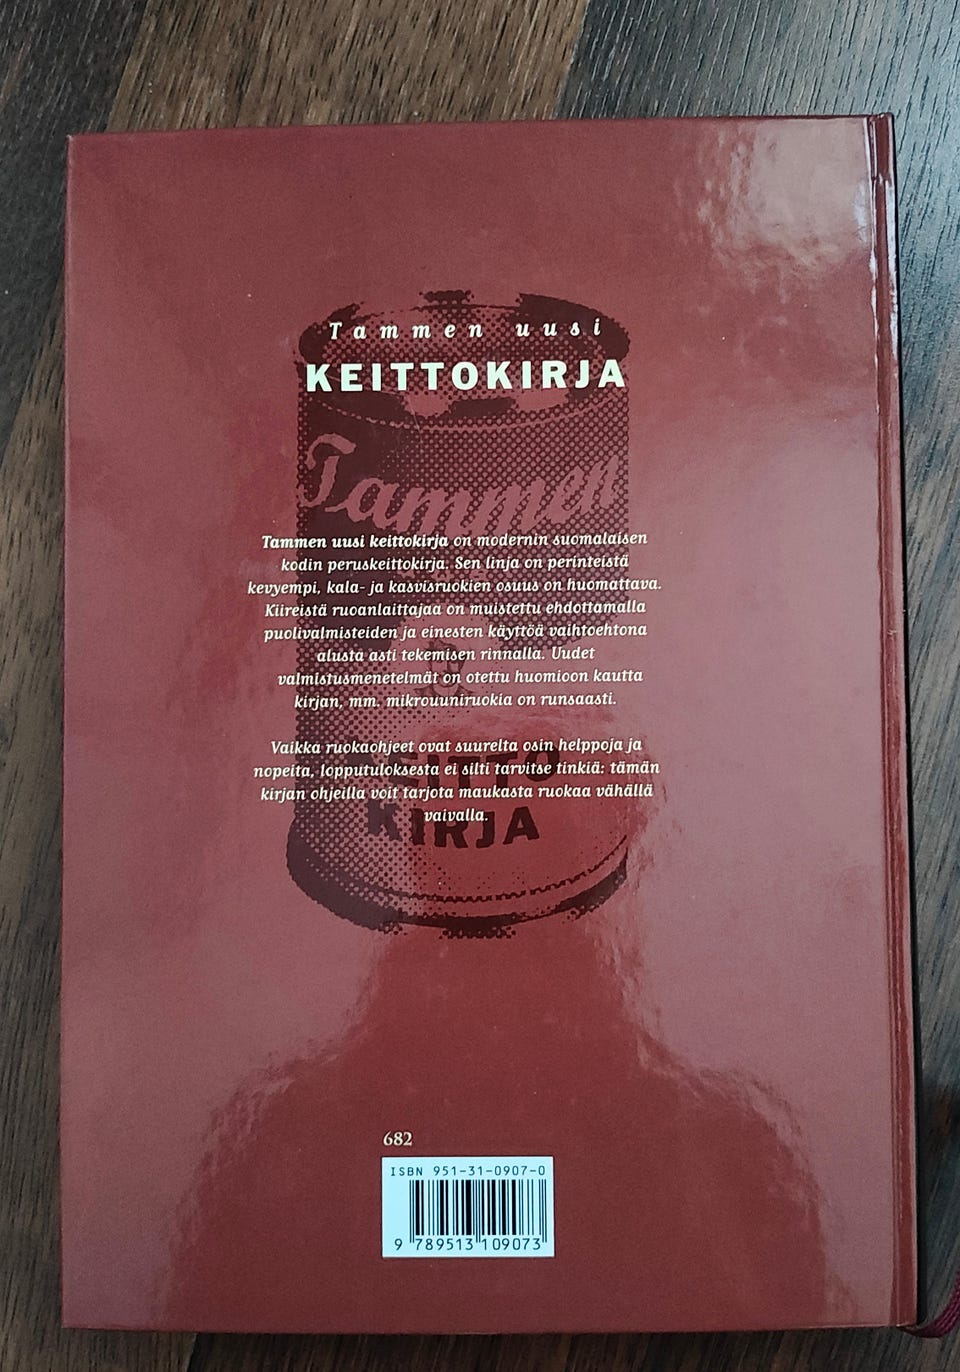 Tammen uusi
KEITTOKIRJA
Tammen
Tammen uusi keittokirja on modernin suomalaisen
kodin peruskeittokirja. Sen linja on perinteistä
kevyempi, kala- ja kasvisruokien osuus on huomattava.
Kiireistä ruoanlaittajaa on muistettu ehdottamalla
puolivalmisteiden ja einesten käyttöä vaihtoehtona
alusta asti tekemisen rinnalla. Uudet
valmistusmenetelmät on otettu huomioon kautta
kirjan, mm. mikrouuniruokia on runsaasti.
Vaikka ruokaohjeet ovat suurelta osin helppoja ja
nopeita, lopputuloksesta ei silti tarvitse tinkiä: tämän
kirjan ohjeilla voit tarjota maukasta ruokaa vähällä
vaivalla.
KEITTO
KIRJA
682
ISBN 951-31-0907-0
9 789513 109073